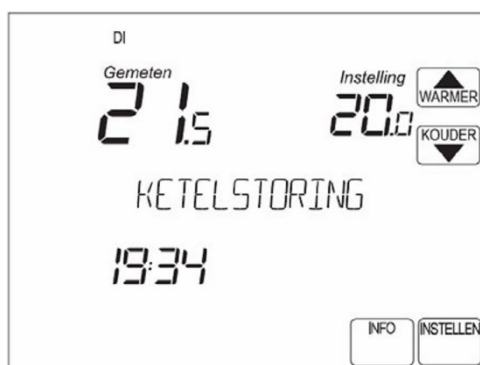 DI
Gemeten Instelling
21.5 20.0
WARMER
KOUDER
KETELSTORING
19:34
INFO INSTELLEN